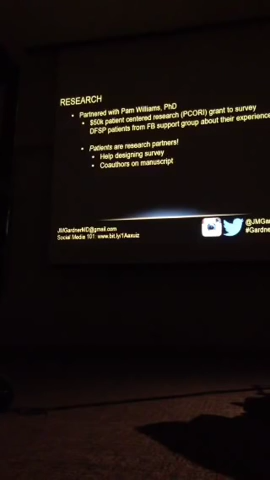 RESEARCH
• Partnered with Pam Williams, PhD
• $50k patient centered research (PCORI) grant to survey
DFSP patients from FB support group about their experience
• Patients are research partners!
• Help designing survey
• Coauthors on manuscript
JMGardnerMD@gmail.com
Social Media 101: www.bit.ly/1Aaxuiz
@JMGar
#Gardne